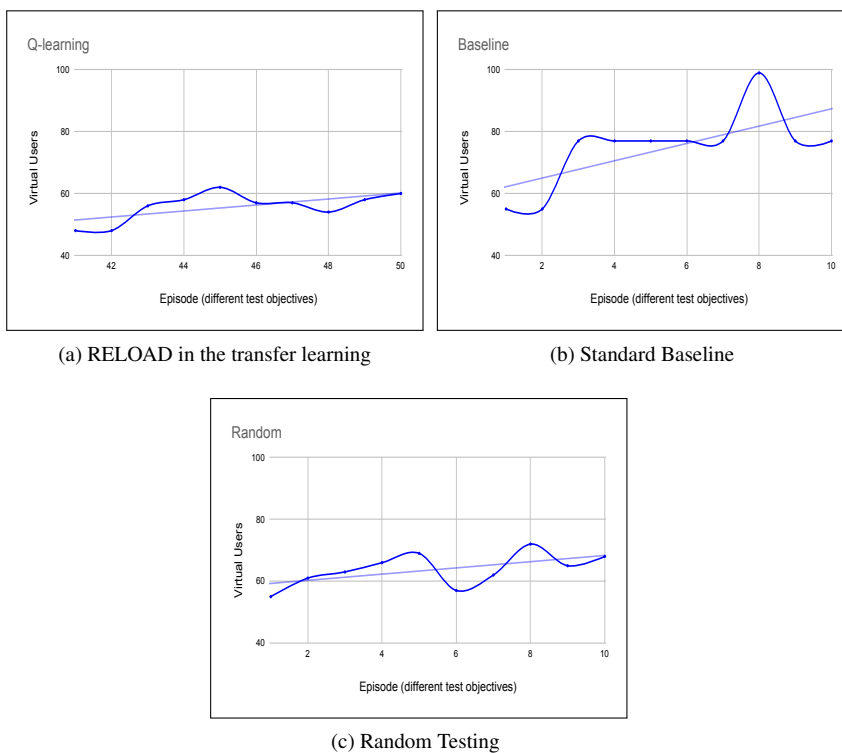 Q-learning
100
80
60
40
Virtual Users
42 44 46 48 50
Episode (different test objectives)
(a) RELOAD in the transfer learning
Baseline
100
80
60
40
Virtual Users
2 4 6 8 10
Episode (different test objectives)
(b) Standard Baseline
Random
100
80
60
40
Virtual Users
2 4 6 8 10
Episode (different test objectives)
(c) Random Testing